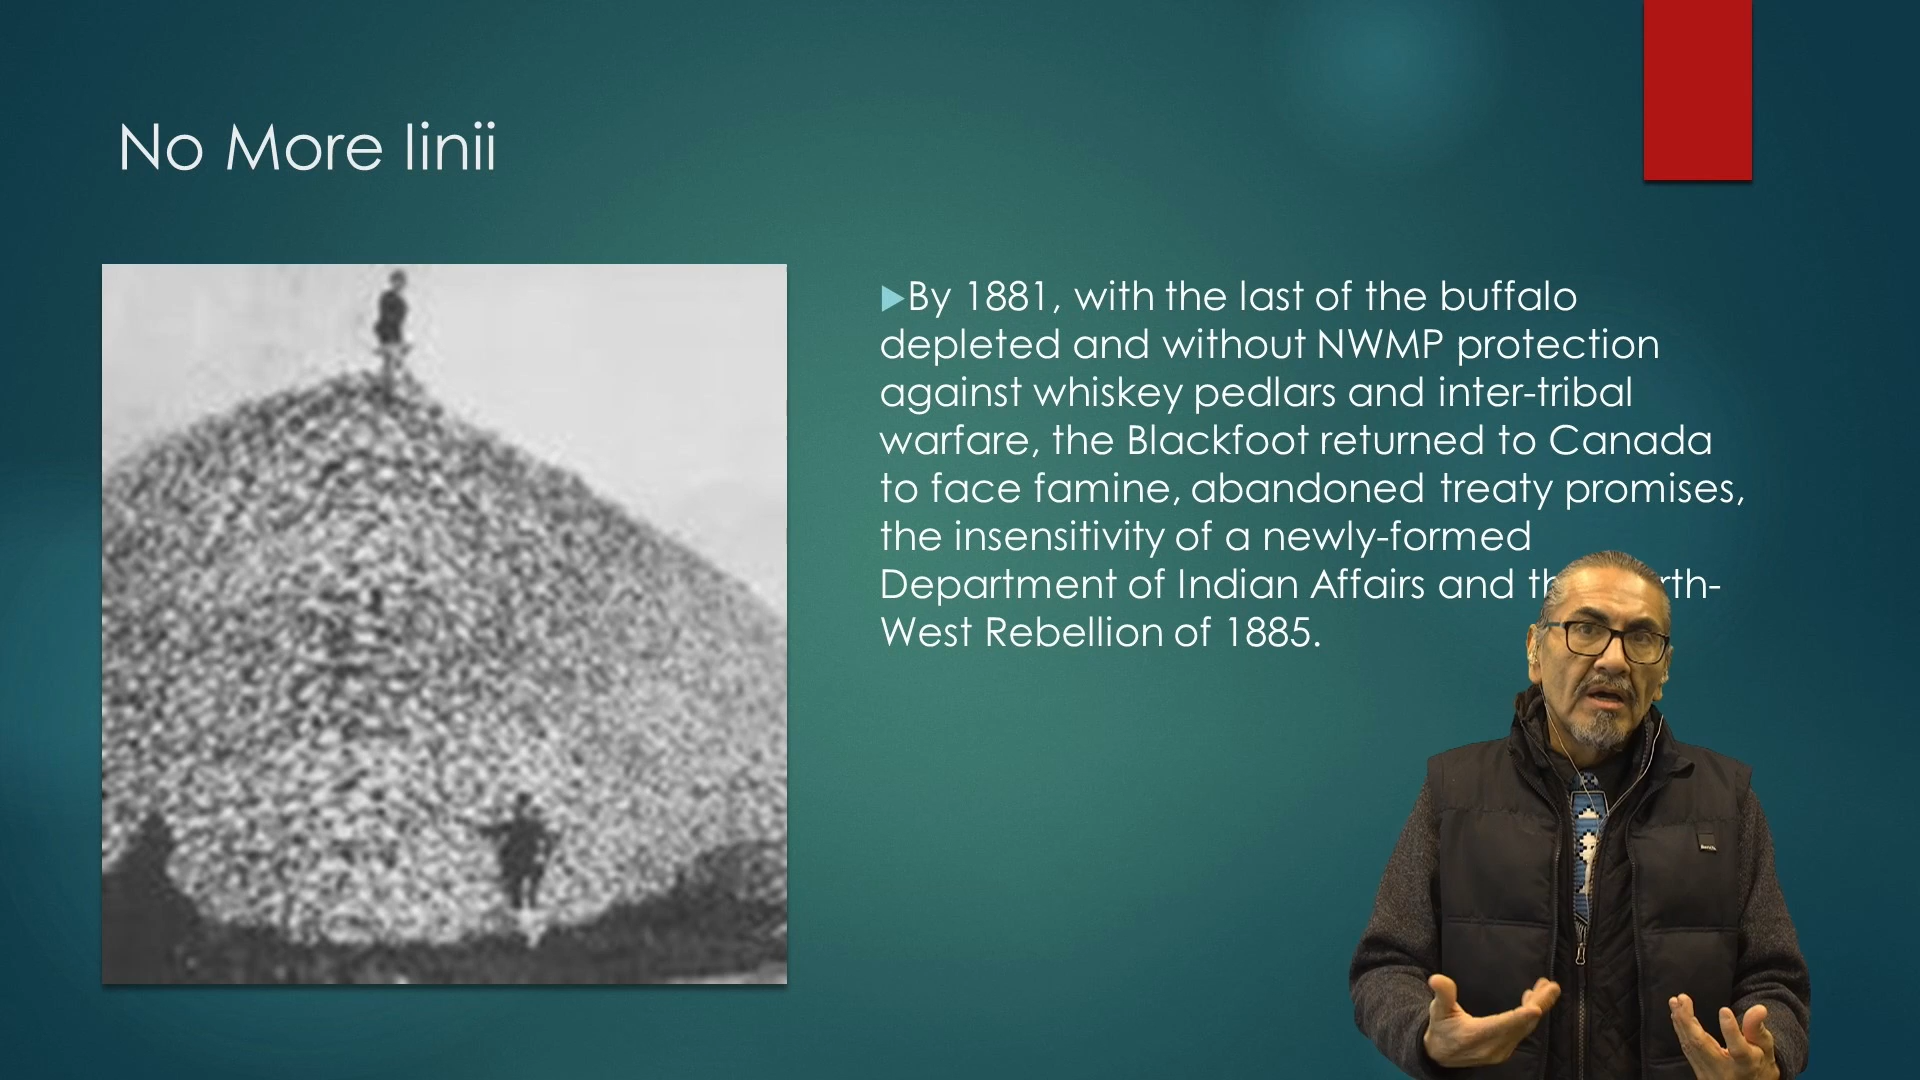 No More Iinii
By 1881, with the last of the buffalo
depleted and without NWMP protection
against whiskey pedlars and inter-tribal
warfare, the Blackfoot returned to Canada
to face famine, abandoned treaty promises,
the insensitivity of a newly-formed
Department of Indian Affairs and
West Rebellion of 1885.